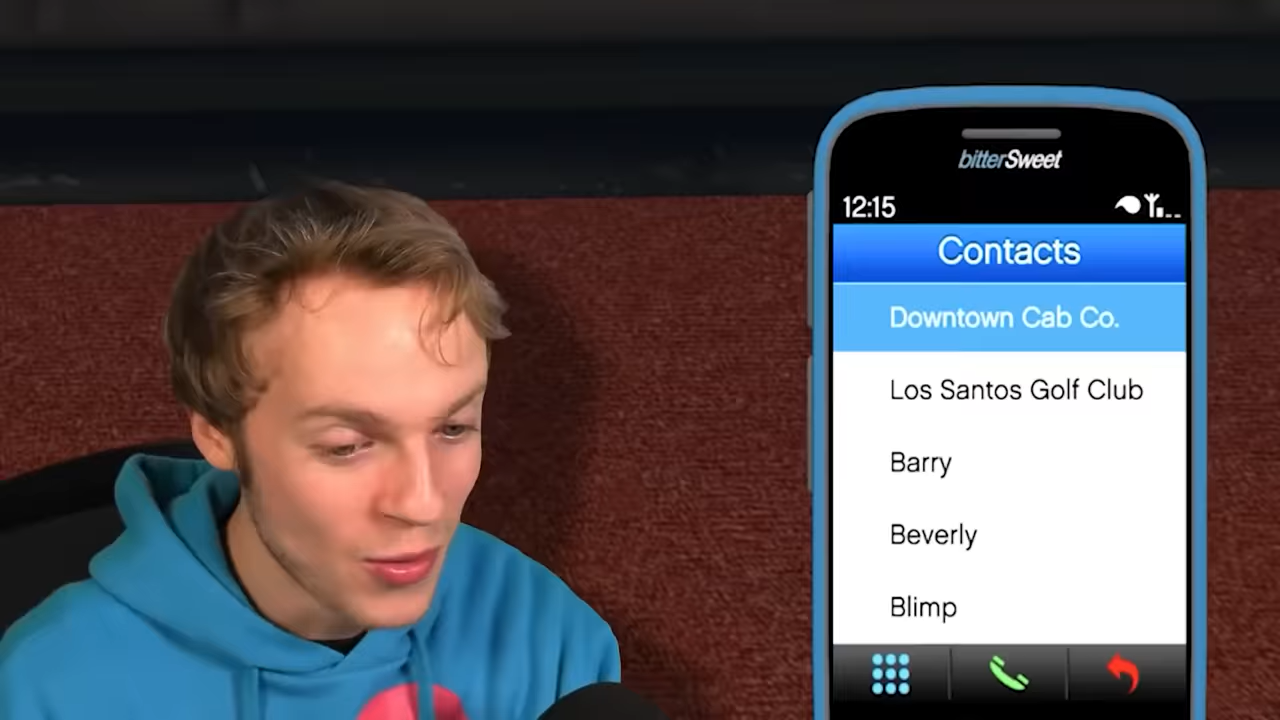 bitterSweet
12:15
Contacts
Downtown Cab Co.
Los Santos Golf Club
Barry
Beverly
Blimp